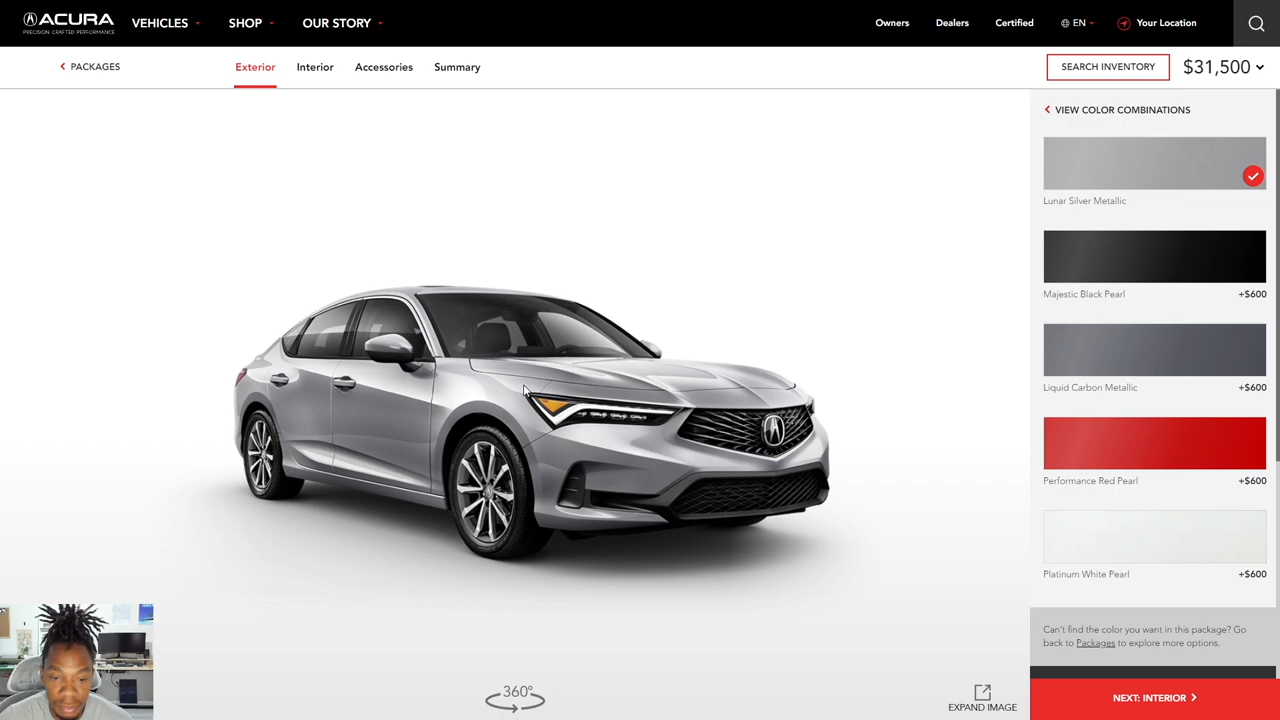 ACURA
PRECISION CRAFTED PERFORMANCE
VEHICLES
SHOP
OUR STORY
Owners
Dealers
Certified
EN
Your Location
PACKAGES
Exterior
Interior
Accessories
Summary
SEARCH INVENTORY
$31,500
VIEW COLOR COMBINATIONS
Lunar Silver Metallic
Majestic Black Pearl +$600
Liquid Carbon Metallic +$600
Performance Red Pearl +$600
Platinum White Pearl +$600
Can't find the color you want in this package? Go
back to Packages to explore more options.
360°
EXPAND IMAGE
NEXT: INTERIOR